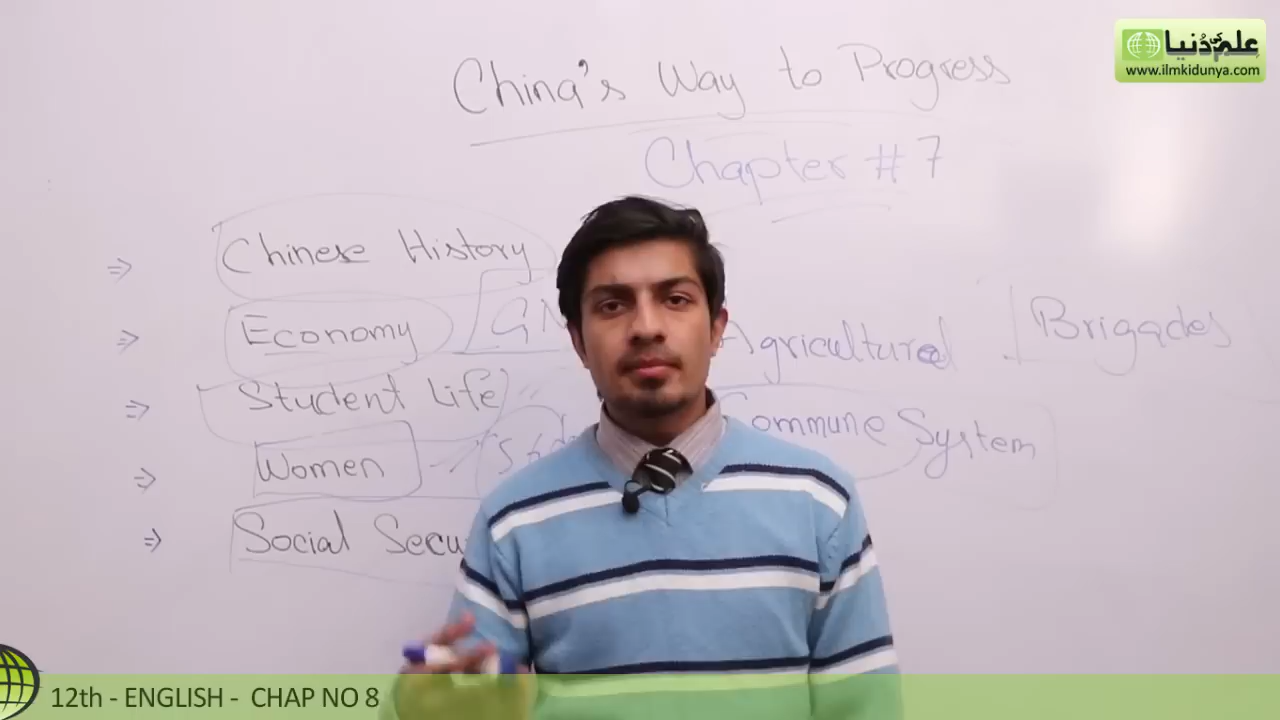 علم کی دنیا
www.ilmkidunya.com
China's Way to Progress
Chapter # 7
⇒ Chinese History
⇒ Economy
Agricultural
Brigades
⇒ Student Life
Commune System
⇒ Women
⇒ Social Secu
12th - ENGLISH - CHAP NO 8